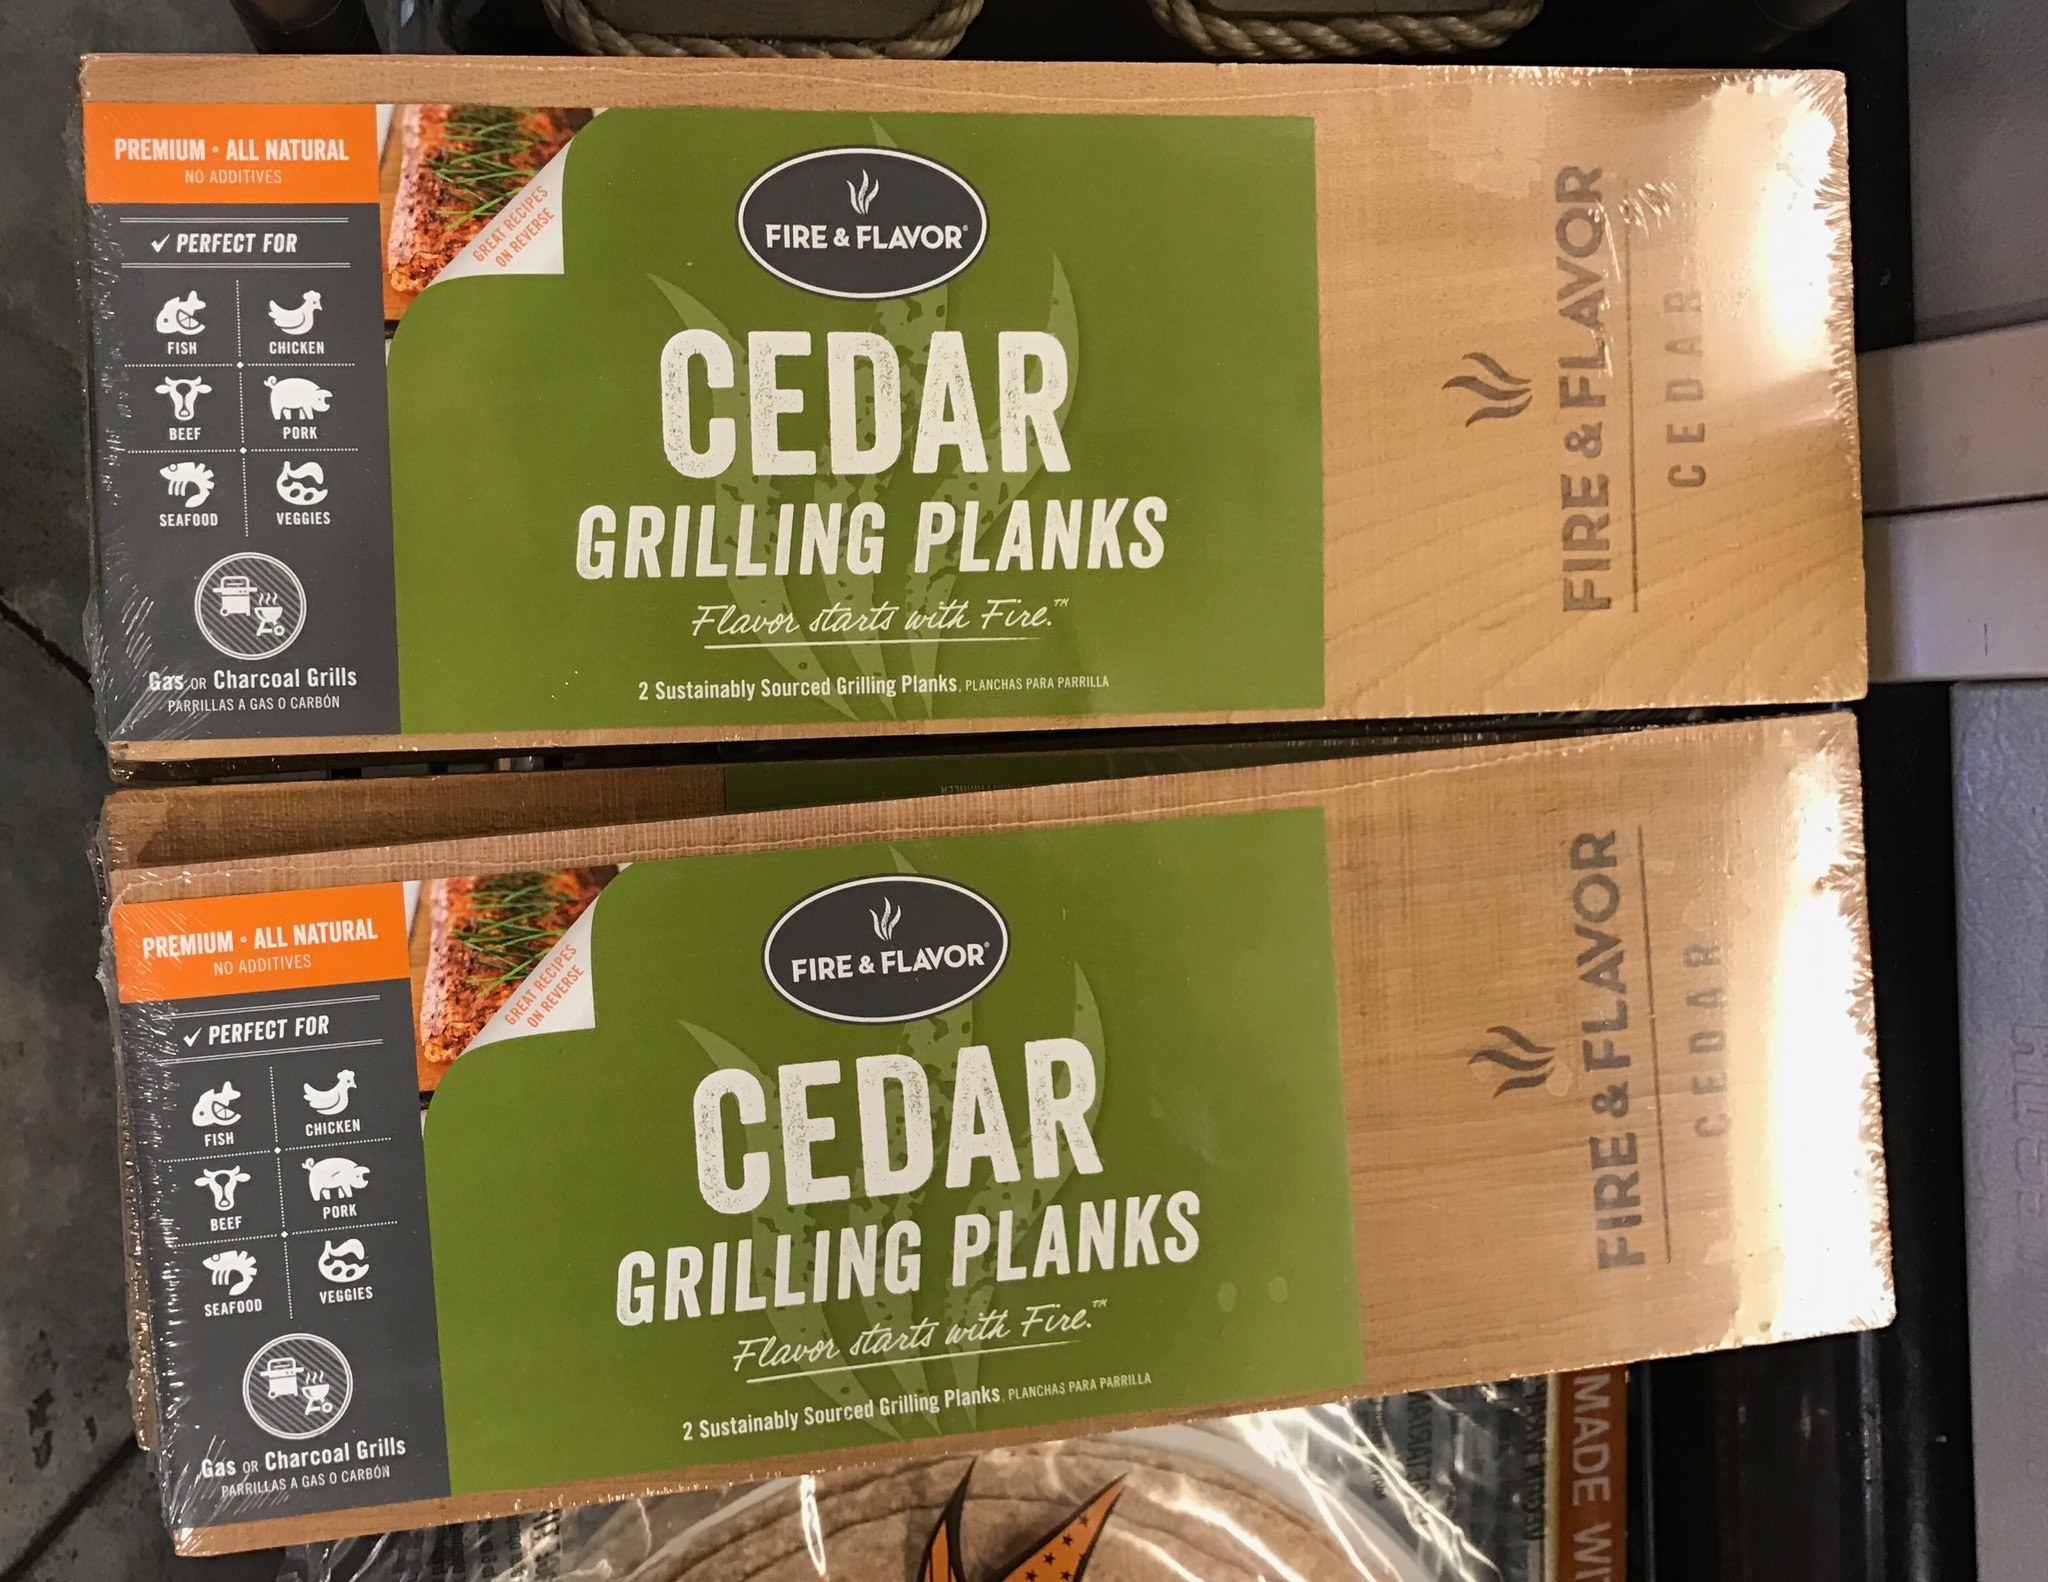 PREMIUM • ALL NATURAL
NO ADDITIVES
✓ PERFECT FOR
FISH
CHICKEN
BEEF
PORK
SEAFOOD
VEGGIES
Gas OR Charcoal Grills
PARRILLAS A GAS O CARBÓN
GREAT RECIPES
ON REVERSE
FIRE & FLAVOR®
CEDAR
GRILLING PLANKS
Flavor starts with Fire.™
2 Sustainably Sourced Grilling Planks, PLANCHAS PARA PARRILLA
FIRE & FLAVOR
CEDAR
PREMIUM • ALL NATURAL
NO ADDITIVES
✓ PERFECT FOR
FISH
CHICKEN
BEEF
PORK
SEAFOOD
VEGGIES
Gas OR Charcoal Grills
PARRILLAS A GAS O CARBÓN
GREAT RECIPES
ON REVERSE
FIRE & FLAVOR®
CEDAR
GRILLING PLANKS
Flavor starts with Fire.™
2 Sustainably Sourced Grilling Planks, PLANCHAS PARA PARRILLA
FIRE & FLAVOR
CEDAR
MADE